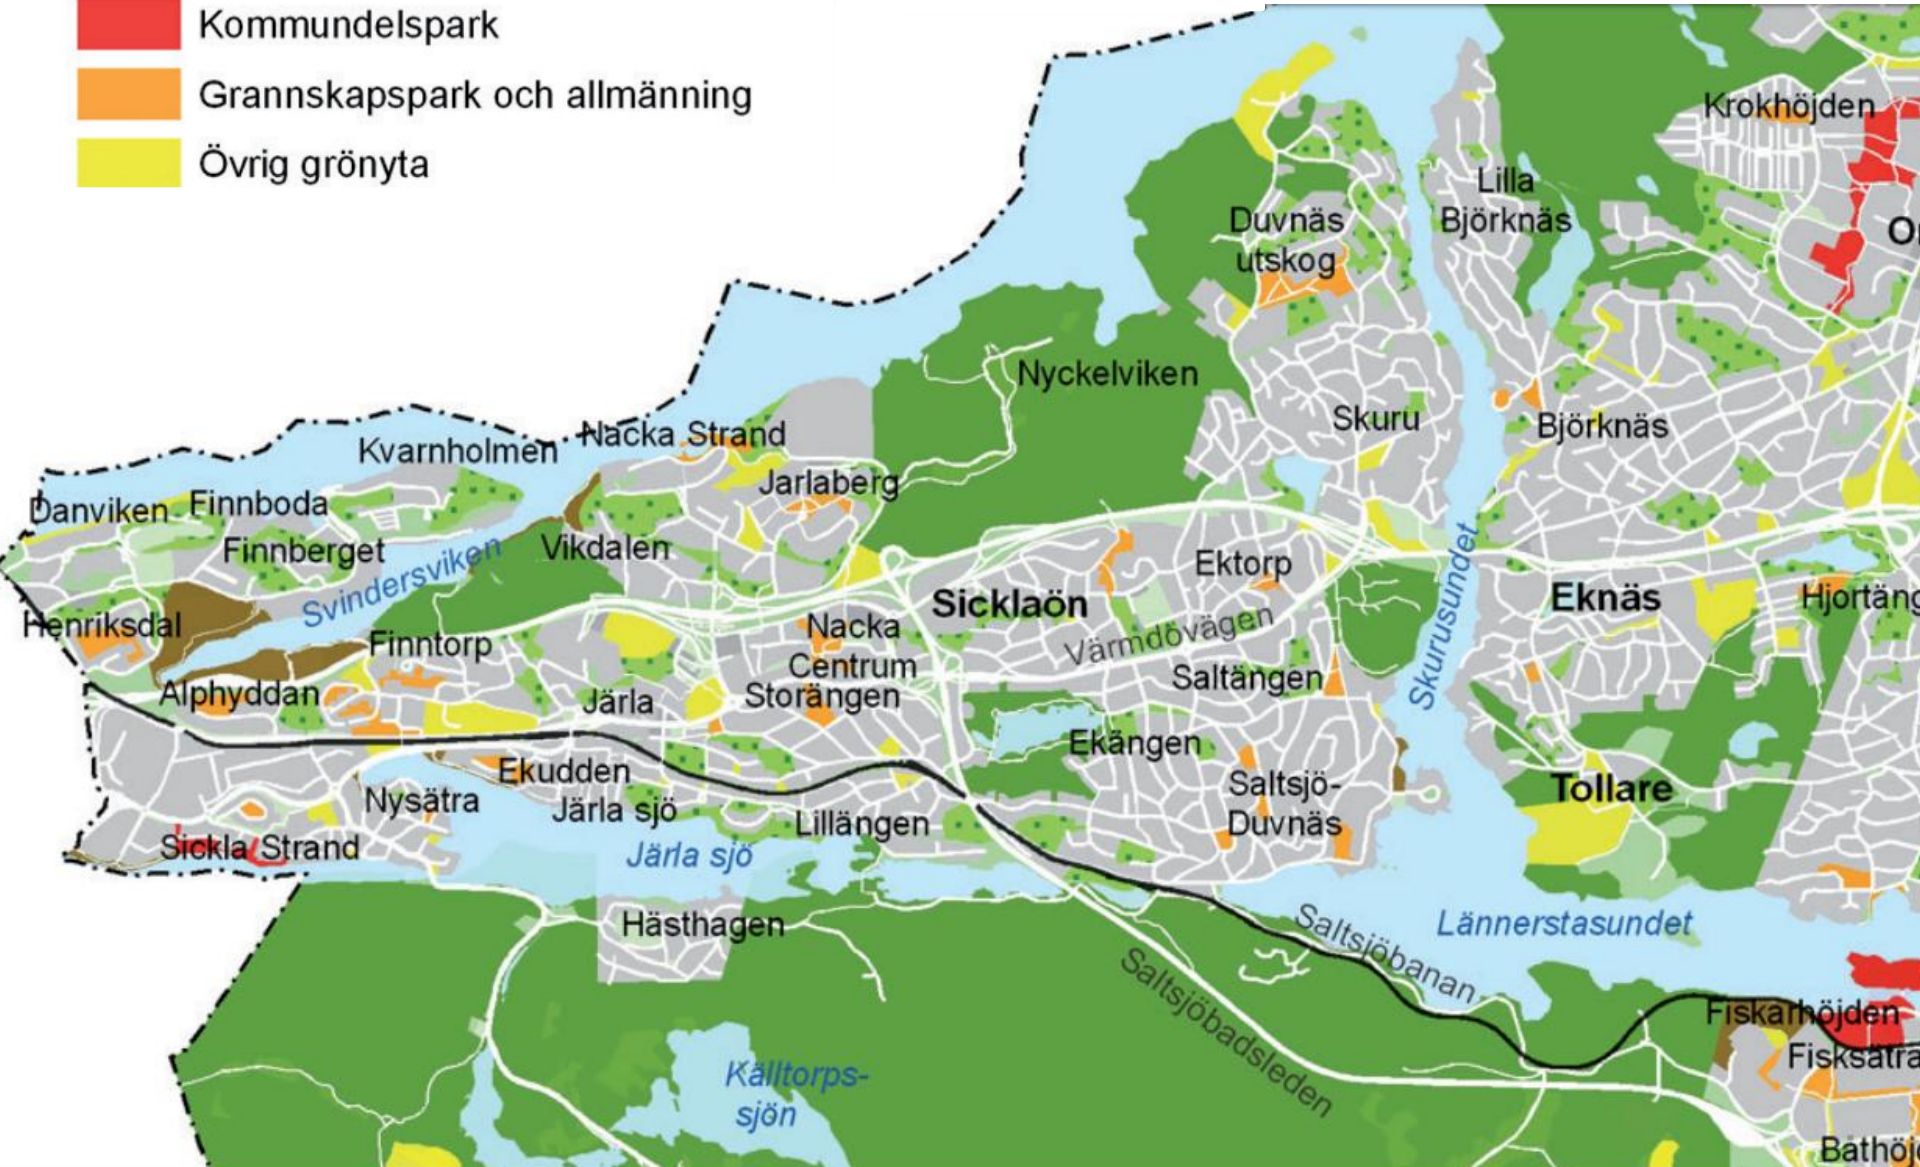 Kommundelspark
Grannskapspark och allmänning
Övrig grönyta
Krokhöjden
Lilla
Björknäs
Duvnäs
utskog
Nyckelviken
Skuru
Björknäs
Nacka Strand
Kvarnholmen
Jarlaberg
Danviken
Finnboda
Finnberget
Svindersviken
Vikdalen
Ektorp
Sicklaön
Värmdövägen
Skurusundet
Eknäs
Henriksdal
Finntorp
Nacka
Centrum
Storängen
Saltängen
Alphyddan
Järla
Ekängen
Ekudden
Nysätra
Järla sjö
Lillängen
Saltsjö-
Duvnäs
Tollare
Sickla Strand
Järla sjö
Hästhagen
Lännerstasundet
Saltsjöbanan
Saltsjöbadsleden
Fiskarhöjden
Fisksätra
Källtorps-
sjön